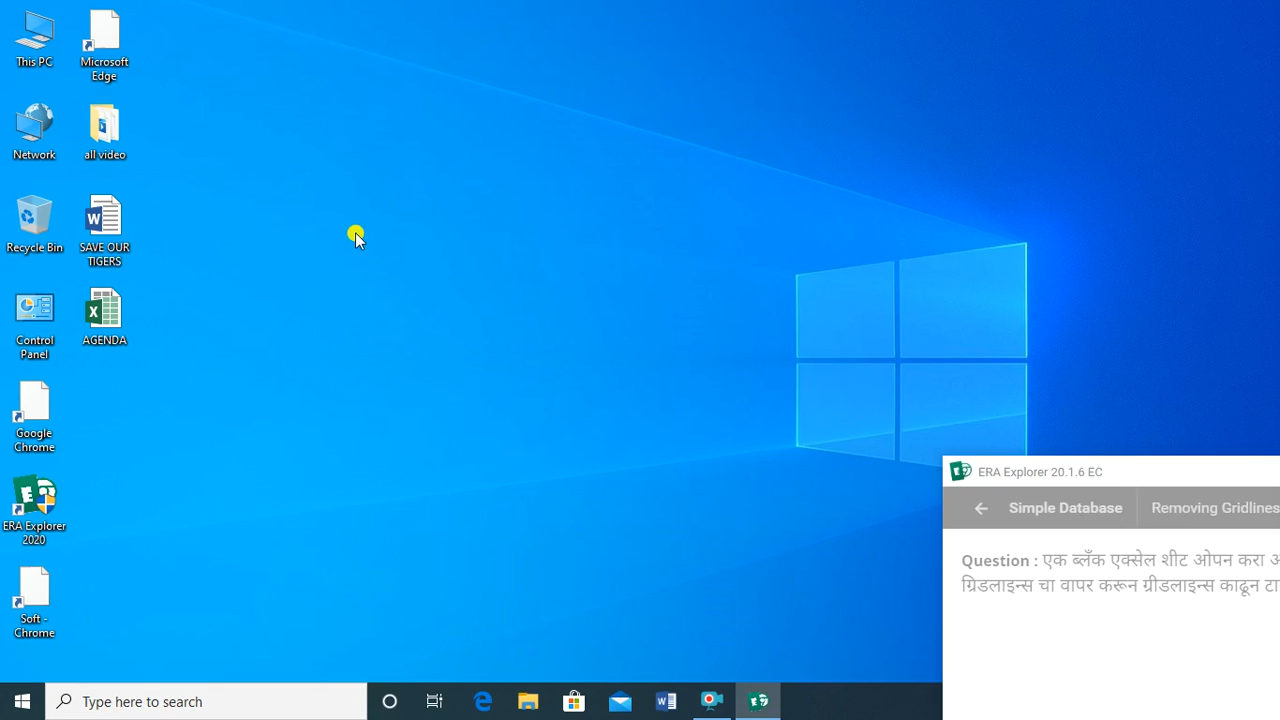 This PC
Microsoft
Edge
Network
all video
Recycle Bin
SAVE OUR
TIGERS
Control
Panel
AGENDA
Google
Chrome
ERA Explorer
2020
Soft -
Chrome
ERA Explorer 20.1.6 EC
Simple Database
Removing Gridlines
Question : एक ब्लँक एक्सेल शीट ओपन करा
ग्रिडलाइन्स चा वापर करून ग्रीडलाइन्स काढून
Type here to search